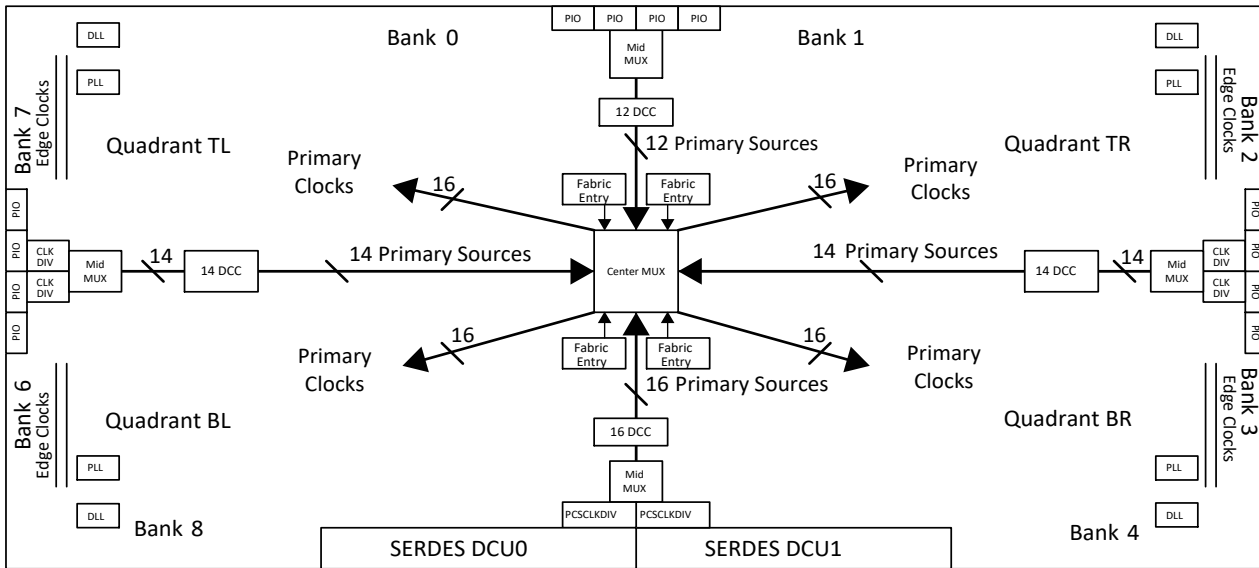 PIO PIO PIO PIO
DLL
Bank 0
Mid
MUX
Bank 1
DLL
PLL
PLL
Bank 7
Edge Clocks
12 DCC
Edge Clocks
Bank 2
Quadrant TL
12 Primary Sources
Quadrant TR
Primary
Clocks
16
Fabric
Entry
Fabric
Entry
16
Primary
Clocks
PIO
PIO
PIO
PIO
CLK
DIV
CLK
DIV
Mid
MUX
14
14 DCC
14 Primary Sources
Center MUX
14 Primary Sources
14 DCC
14
Mid
MUX
CLK
DIV
CLK
DIV
PIO
PIO
PIO
PIO
Primary
Clocks
16
Fabric
Entry
Fabric
Entry
16
Primary
Clocks
16 Primary Sources
Bank 6
Edge Clocks
Quadrant BL
16 DCC
Quadrant BR
Edge Clocks
Bank 3
PLL
Mid
MUX
PLL
DLL
Bank 8
PCSCLKDIV PCSCLKDIV
Bank 4
DLL
SERDES DCU0
SERDES DCU1